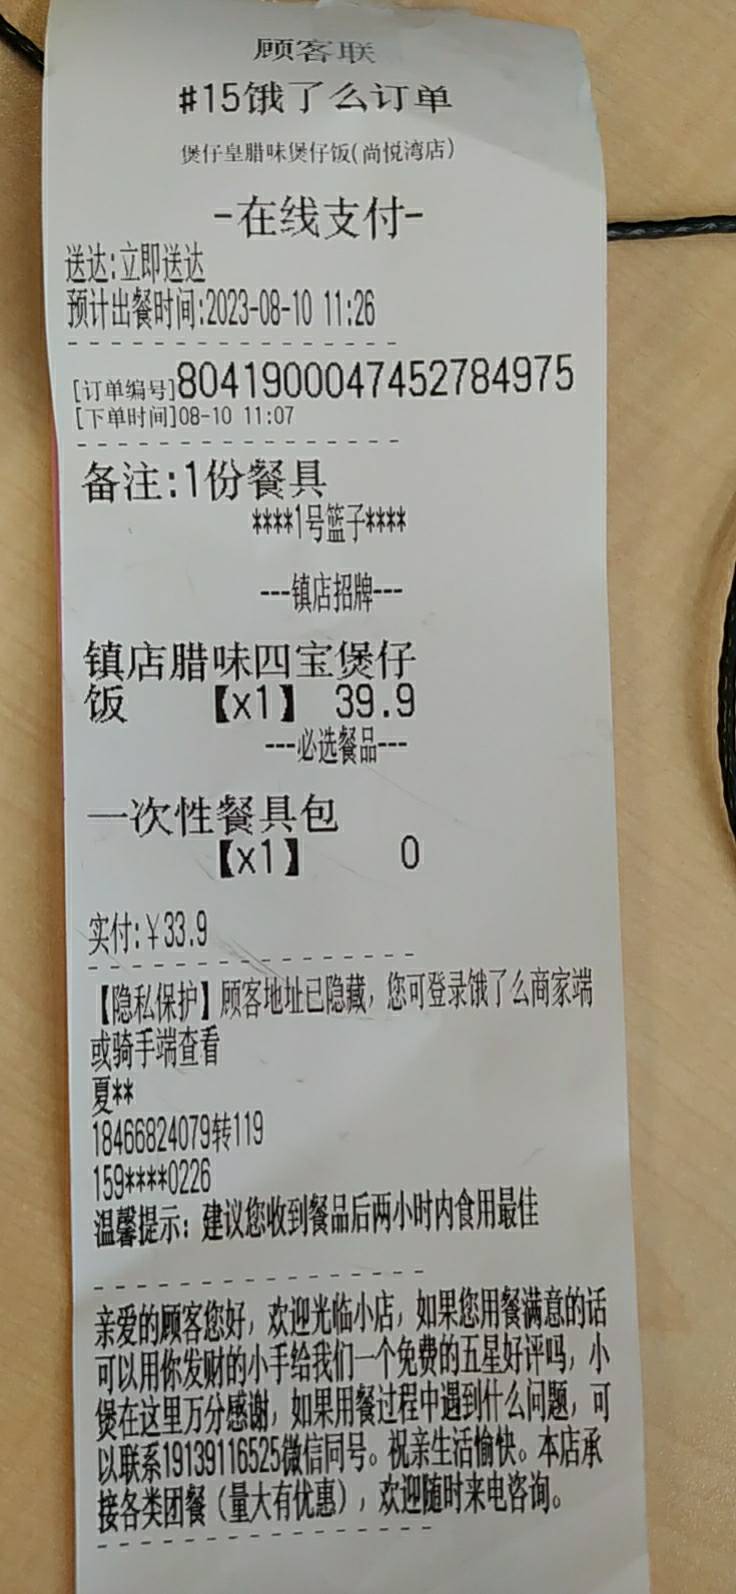 顾客联
#15饿了么订单
煲仔皇腊味煲仔饭(尚悦湾店)
-在线支付-
送达:立即送达
预计出餐时间:2023-08-10 11:26
[订单编号]8041900047452784975
[下单时间]08-10 11:07
备注:1份餐具
****1号篮子****
---镇店招牌---
镇店腊味四宝煲仔
饭 【x1】 39.9
---必选餐品---
一次性餐具包
【x1】 0
实付:￥33.9
【隐私保护】顾客地址已隐藏，您可登录饿了么商家端
或骑手端查看
夏**
18466824079转119
159****0226
温馨提示：建议您收到餐品后两小时内食用最佳
亲爱的顾客您好，欢迎光临小店，如果您用餐满意的话
可以用你发财的小手给我们一个免费的五星好评吗，小
煲在这里万分感谢，如果用餐过程中遇到什么问题，可
以联系19139116525微信同号。祝亲生活愉快。本店承
接各类团餐（量大有优惠），欢迎随时来电咨询。